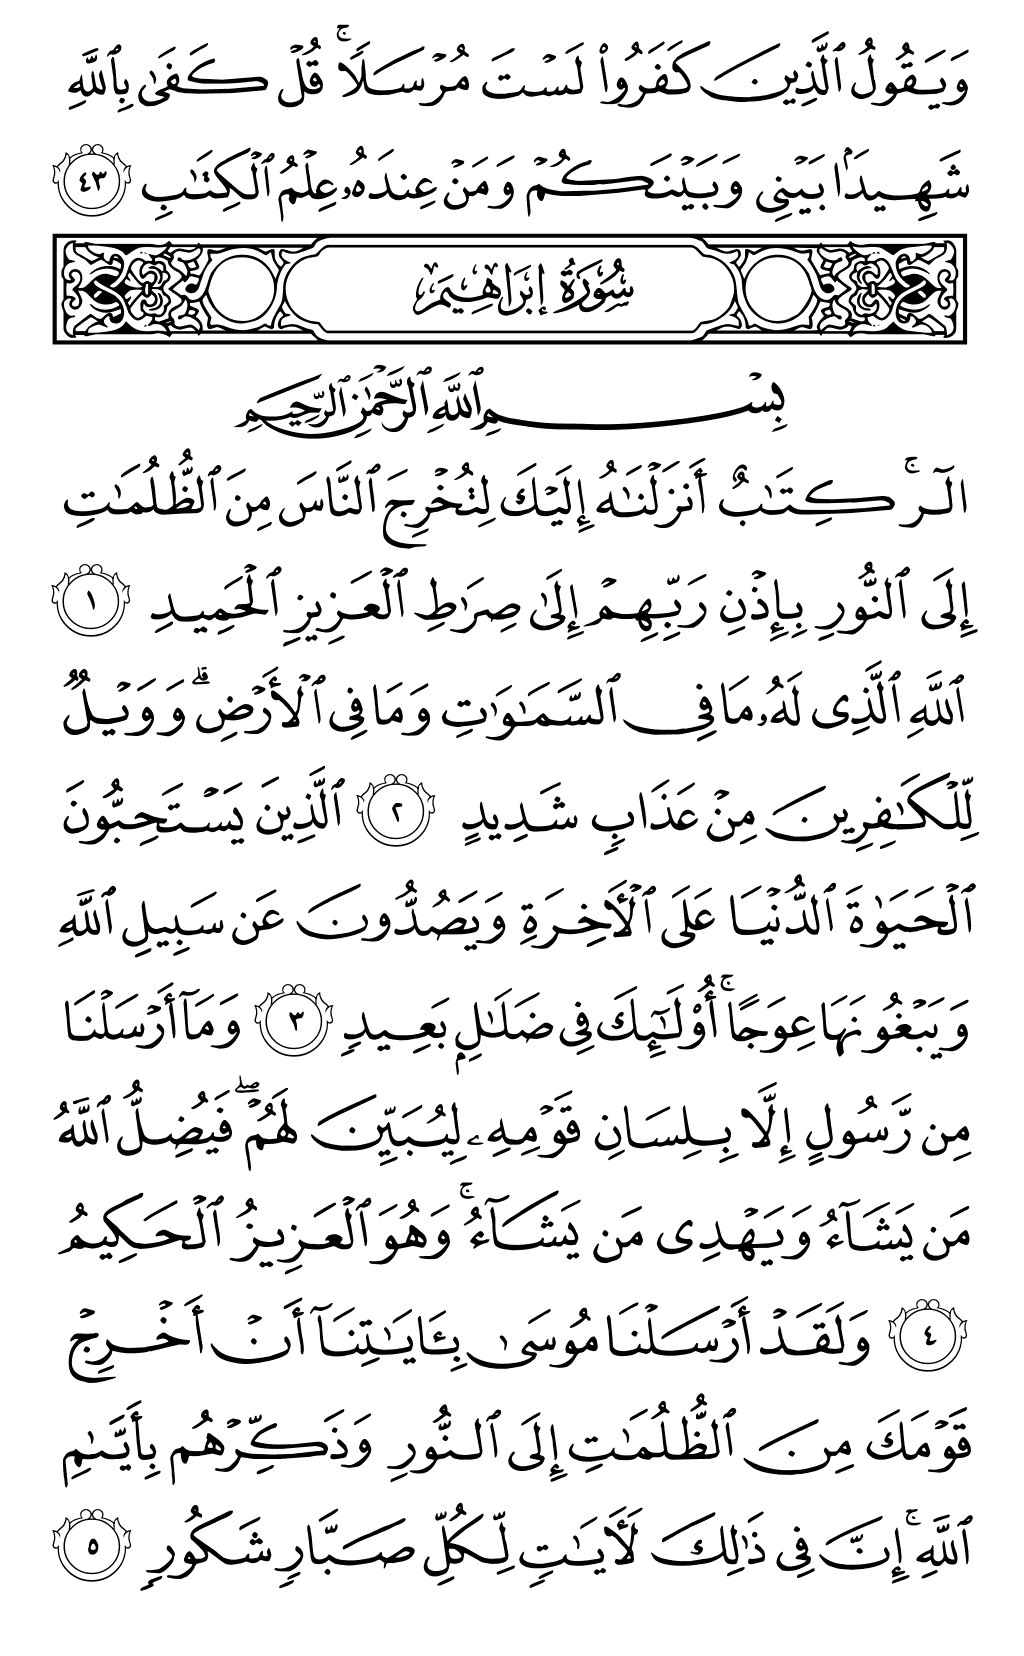 وَيَقُولُ ٱلَّذِينَ كَفَرُوا۟ لَسْتَ مُرْسَلًا ۚ قُلْ كَفَىٰ بِٱللَّهِ
شَهِيدًۢا بَيْنِى وَبَيْنَكُمْ وَمَنْ عِندَهُۥ عِلْمُ ٱلْكِتَـٰبِ ٤٣
سُورَةُ إِبْرَاهِيمَ
بِسْمِ ٱللَّهِ ٱلرَّحْمَـٰنِ ٱلرَّحِيمِ
الٓر ۚ كِتَـٰبٌ أَنزَلْنَـٰهُ إِلَيْكَ لِتُخْرِجَ ٱلنَّاسَ مِنَ ٱلظُّلُمَـٰتِ
إِلَى ٱلنُّورِ بِإِذْنِ رَبِّهِمْ إِلَىٰ صِرَٰطِ ٱلْعَزِيزِ ٱلْحَمِيدِ ١
ٱللَّهِ ٱلَّذِى لَهُۥ مَا فِى ٱلسَّمَـٰوَٰتِ وَمَا فِى ٱلْأَرْضِ ۗ وَوَيْلٌ
لِّلْكَـٰفِرِينَ مِنْ عَذَابٍ شَدِيدٍ ٢ ٱلَّذِينَ يَسْتَحِبُّونَ
ٱلْحَيَوٰةَ ٱلدُّنْيَا عَلَى ٱلْـَٔاخِرَةِ وَيَصُدُّونَ عَن سَبِيلِ ٱللَّهِ
وَيَبْغُونَهَا عِوَجًا ۚ أُو۟لَـٰٓئِكَ فِى ضَلَـٰلٍۭ بَعِيدٍ ٣ وَمَآ أَرْسَلْنَا
مِن رَّسُولٍ إِلَّا بِلِسَانِ قَوْمِهِۦ لِيُبَيِّنَ لَهُمْ ۖ فَيُضِلُّ ٱللَّهُ
مَن يَشَآءُ وَيَهْدِى مَن يَشَآءُ ۚ وَهُوَ ٱلْعَزِيزُ ٱلْحَكِيمُ
٤ وَلَقَدْ أَرْسَلْنَا مُوسَىٰ بِـَٔايَـٰتِنَآ أَنْ أَخْرِجْ
قَوْمَكَ مِنَ ٱلظُّلُمَـٰتِ إِلَى ٱلنُّورِ وَذَكِّرْهُم بِأَيَّىٰمِ
ٱللَّهِ ۚ إِنَّ فِى ذَٰلِكَ لَـَٔايَـٰتٍ لِّكُلِّ صَبَّارٍ شَكُورٍ ٥